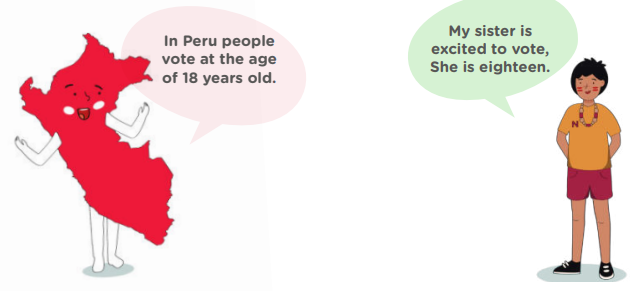 In Peru people
vote at the age
of 18 years old.
My sister is
excited to vote,
She is eighteen.
N